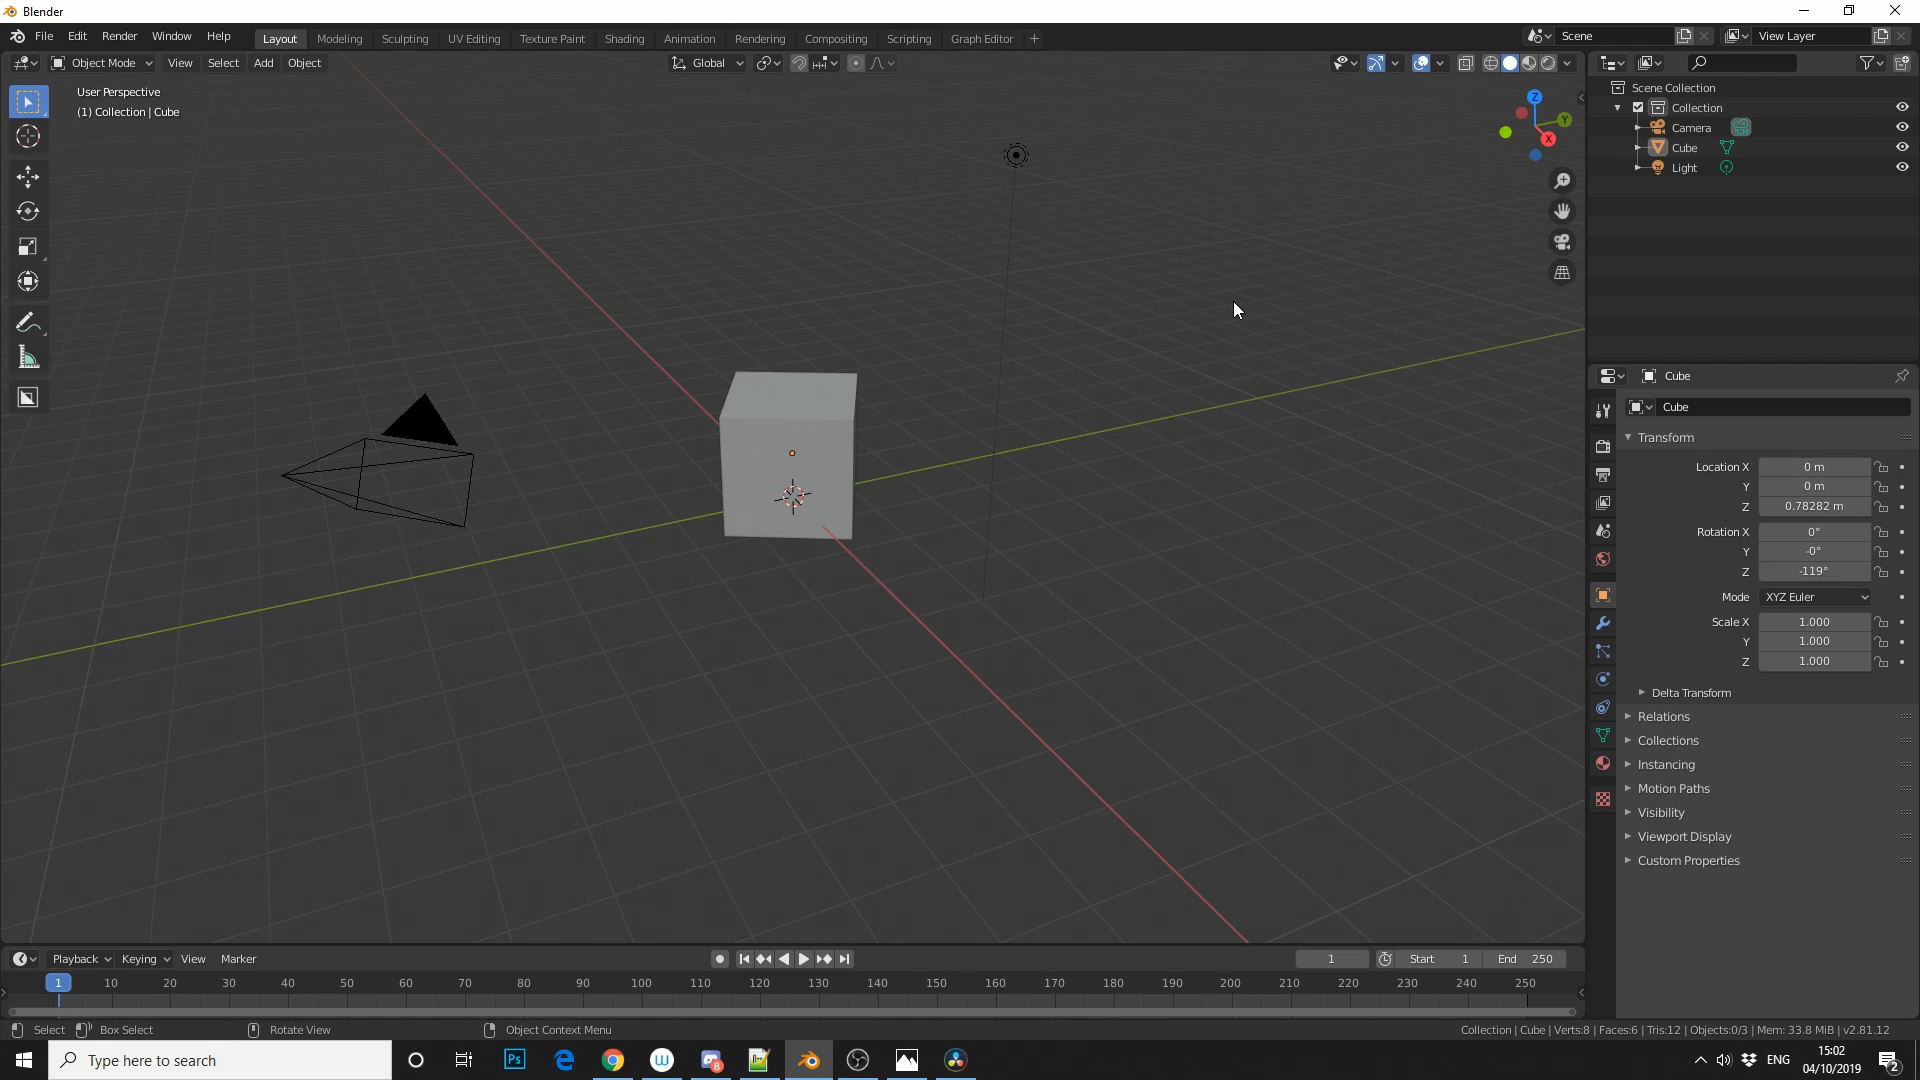 Blender
File Edit Render Window Help
Layout Modeling Sculpting UV Editing Texture Paint Shading Animation Rendering Compositing Scripting Graph Editor +
Scene
View Layer
Object Mode View Select Add Object
Global
User Perspective
(1) Collection | Cube
Z
Y
X
Scene Collection
Collection
Camera
Cube
Light
Cube
Cube
Transform
Location X 0 m
Y 0 m
Z 0.78282 m
Rotation X 0°
Y -0°
Z -119°
Mode XYZ Euler
Scale X 1.000
Y 1.000
Z 1.000
Delta Transform
Relations
Collections
Instancing
Motion Paths
Visibility
Viewport Display
Custom Properties
Playback Keying View Marker
1 Start 1 End 250
1 10 20 30 40 50 60 70 80 90 100 110 120 130 140 150 160 170 180 190 200 210 220 230 240 250
Select Box Select Rotate View Object Context Menu
Collection | Cube | Verts:8 | Faces:6 | Tris:12 | Objects:0/3 | Mem: 33.8 MiB | v2.81.12
Type here to search
Ps
W
8
ENG
15:02
04/10/2019
2